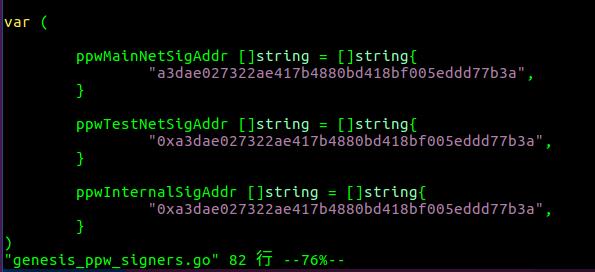 var (
ppwMainNetSigAddr []string = []string{
"a3dae027322ae417b4880bd418bf005eddd77b3a",
}
ppwTestNetSigAddr []string = []string{
"0xa3dae027322ae417b4880bd418bf005eddd77b3a",
}
ppwInternalSigAddr []string = []string{
"0xa3dae027322ae417b4880bd418bf005eddd77b3a",
}
)
"genesis_ppw_signers.go" 82 行 --76%--